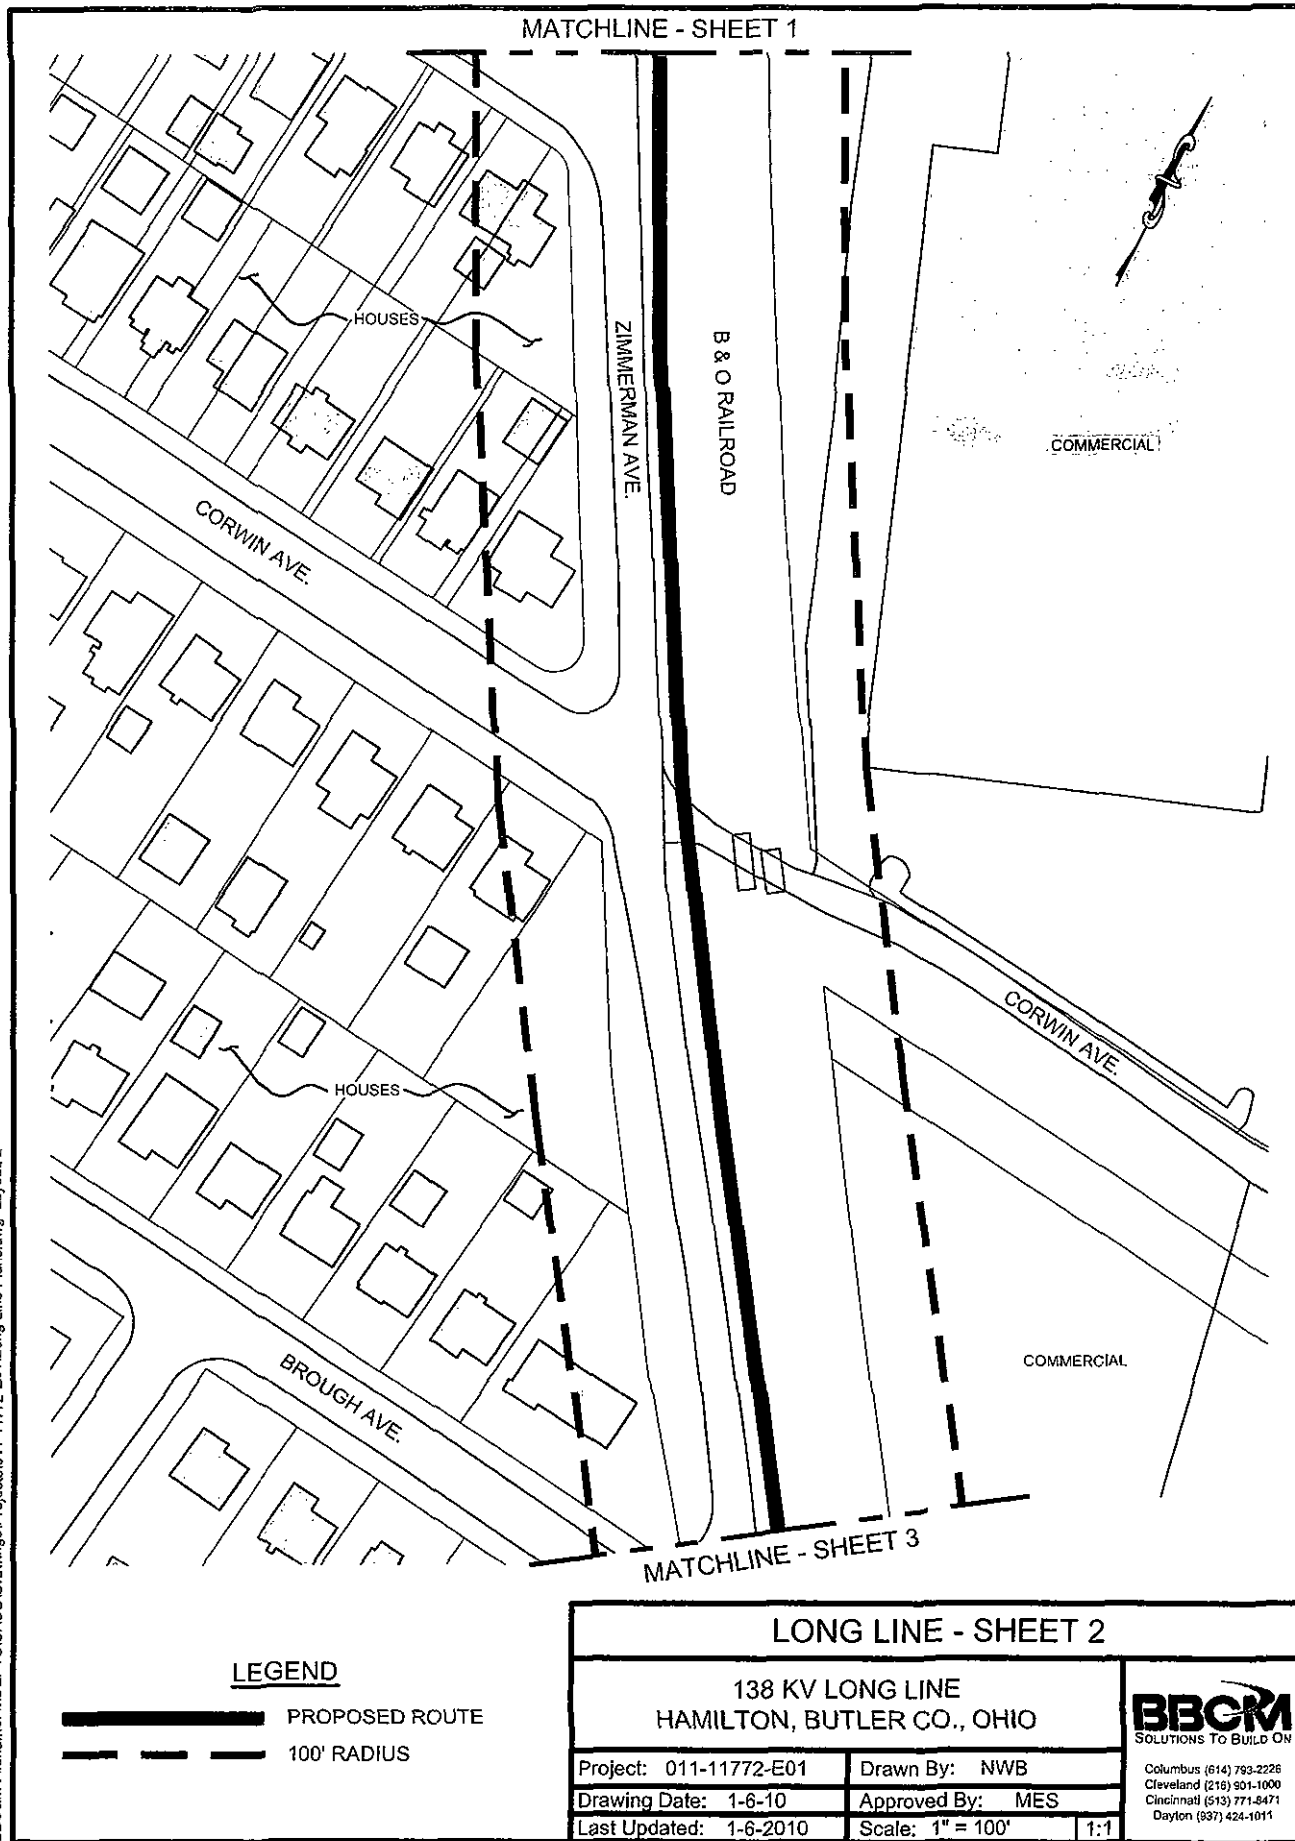 MATCHLINE - SHEET 1
HOUSES
ZIMMERMAN AVE.
B & O RAILROAD
COMMERCIAL
CORWIN AVE.
CORWIN AVE.
HOUSES
COMMERCIAL
BROUGH AVE.
MATCHLINE - SHEET 3
LEGEND
PROPOSED ROUTE
100' RADIUS
LONG LINE - SHEET 2
138 KV LONG LINE
HAMILTON, BUTLER CO., OHIO
BBCM
SOLUTIONS TO BUILD ON
Columbus (614) 793-2226
Cleveland (216) 901-1000
Cincinnati (513) 771-8471
Dayton (937) 424-1011
Project: 011-11772-E01
Drawn By: NWB
Drawing Date: 1-6-10
Approved By: MES
Last Updated: 1-6-2010
Scale: 1" = 100'
1:1